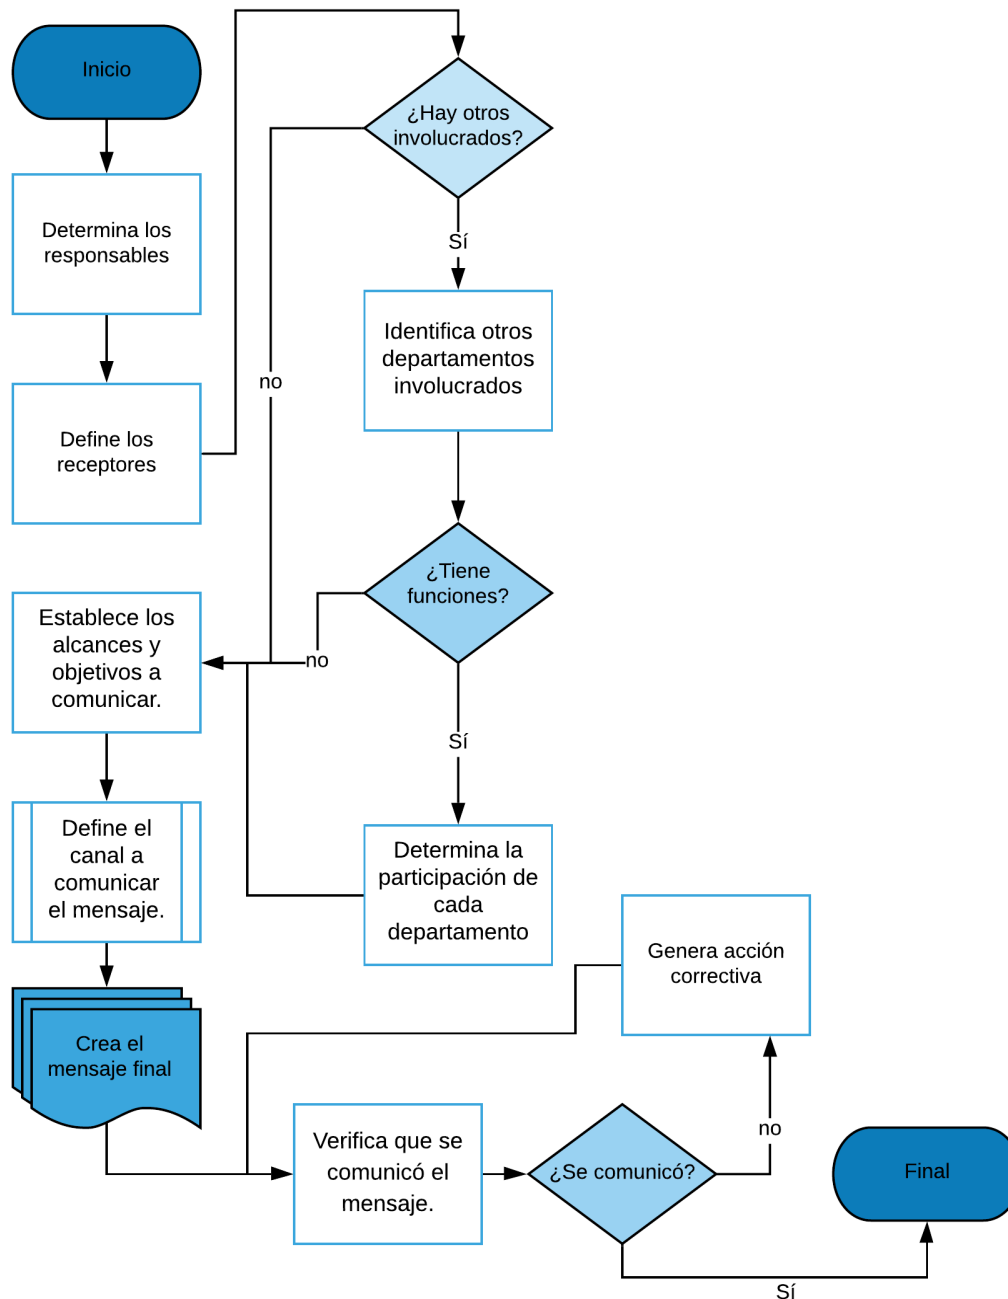 Inicio
Determina los
responsables
Define los
receptores
¿Hay otros
involucrados?
Sí
no
Identifica otros
departamentos
involucrados
¿Tiene
funciones?
no
Sí
Determina la
participación de
cada
departamento
Establece los
alcances y
objetivos a
comunicar.
Define el
canal a
comunicar
el mensaje.
Crea el
mensaje final
Verifica que se
comunicó el
mensaje.
¿Se comunicó?
no
Genera acción
correctiva
Sí
Final